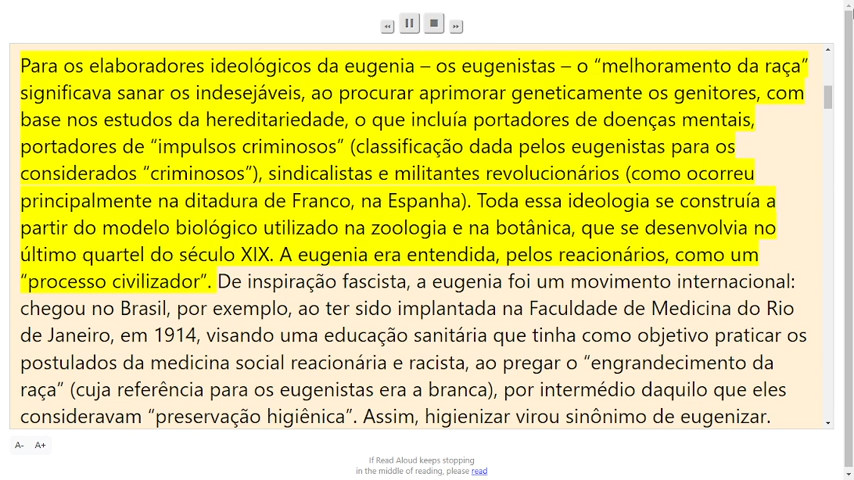 Para os elaboradores ideológicos da eugenia – os eugenistas – o “melhoramento da raça”
significava sanar os indesejáveis, ao procurar aprimorar geneticamente os genitores, com
base nos estudos da hereditariedade, o que incluía portadores de doenças mentais,
portadores de “impulsos criminosos” (classificação dada pelos eugenistas para os
considerados “criminosos”), sindicalistas e militantes revolucionários (como ocorreu
principalmente na ditadura de Franco, na Espanha). Toda essa ideologia se construía a
partir do modelo biológico utilizado na zoologia e na botânica, que se desenvolvia no
último quartel do século XIX. A eugenia era entendida, pelos reacionários, como um
“processo civilizador”. De inspiração fascista, a eugenia foi um movimento internacional:
chegou no Brasil, por exemplo, ao ter sido implantada na Faculdade de Medicina do Rio
de Janeiro, em 1914, visando uma educação sanitária que tinha como objetivo praticar os
postulados da medicina social reacionária e racista, ao pregar o “engrandecimento da
raça” (cuja referência para os eugenistas era a branca), por intermédio daquilo que eles
consideravam “preservação higiênica”. Assim, higienizar virou sinônimo de eugenizar.
A- A+
If Read Aloud keeps stopping
in the middle of reading, please read